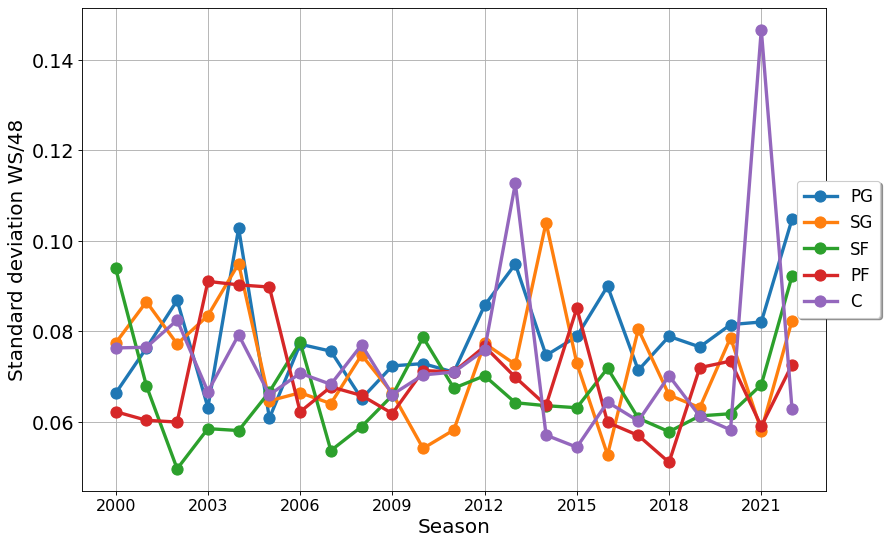 Standard deviation WS/48
0.14
0.12
0.10
0.08
0.06
PG
SG
SF
PF
C
2000 2003 2006 2009 2012 2015 2018 2021
Season